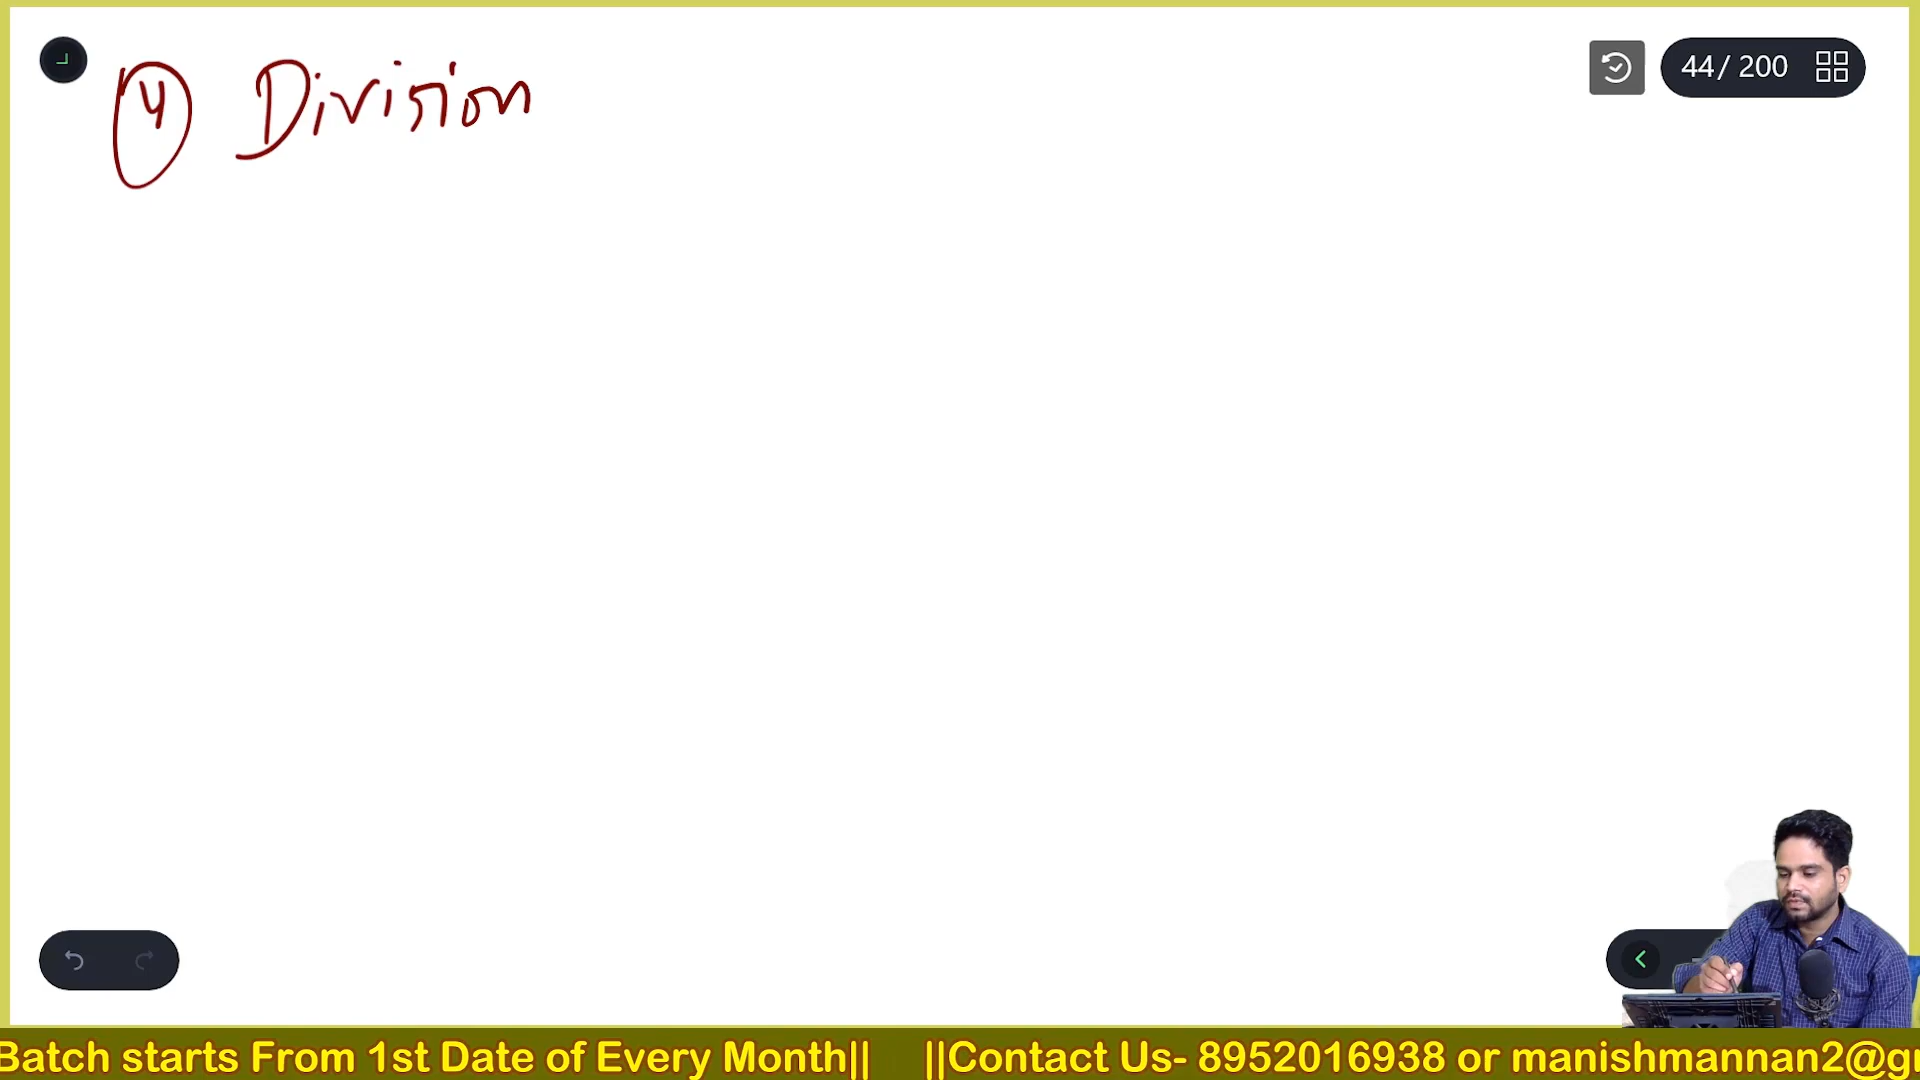 44/ 200
4 Division
Batch starts From 1st Date of Every Month|| ||Contact Us- 8952016938 or manishmannan2@g